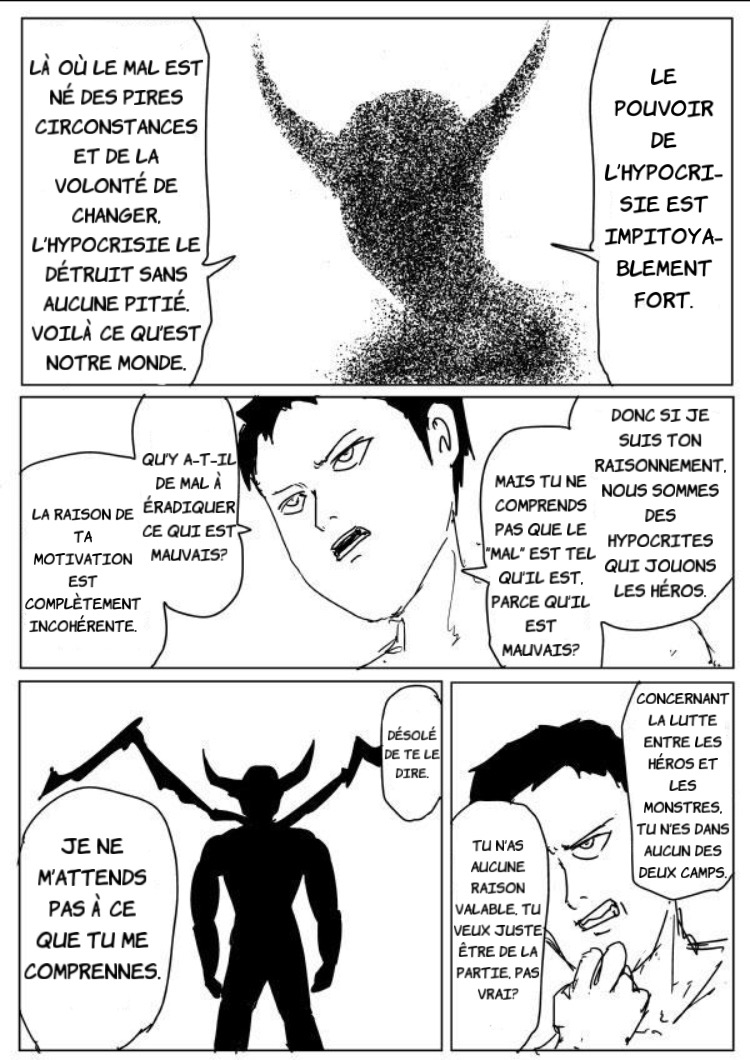 LE
POUVOIR
DE
L'HYPOCRI-
SIE EST
IMPITOYA-
BLEMENT
FORT.
LÀ OÙ LE MAL EST
NÉ DES PIRES
CIRCONSTANCES
ET DE LA
VOLONTÉ DE
CHANGER,
L'HYPOCRISIE LE
DÉTRUIT SANS
AUCUNE PITIÉ.
VOILÀ CE QU'EST
NOTRE MONDE.
DONC SI JE
SUIS TON
RAISONNEMENT,
NOUS SOMMES
DES
HYPOCRITES
QUI JOUONS
LES HÉROS.
MAIS TU NE
COMPRENDS
PAS QUE LE
"MAL" EST TEL
QU'IL EST,
PARCE QU'IL
EST
MAUVAIS?
QU'Y A-T-IL
DE MAL À
ÉRADIQUER
CE QUI EST
MAUVAIS?
LA RAISON DE
TA
MOTIVATION
EST
COMPLÈTEMENT
INCOHÉRENTE.
CONCERNANT
LA LUTTE
ENTRE LES
HÉROS ET
LES
MONSTRES,
TU N'ES DANS
AUCUN DES
DEUX CAMPS.
TU N'AS
AUCUNE
RAISON
VALABLE, TU
VEUX JUSTE
ÊTRE DE LA
PARTIE, PAS
VRAI?
DÉSOLÉ
DE TE LE
DIRE.
JE NE
M'ATTENDS
PAS À CE
QUE TU ME
COMPRENNES.